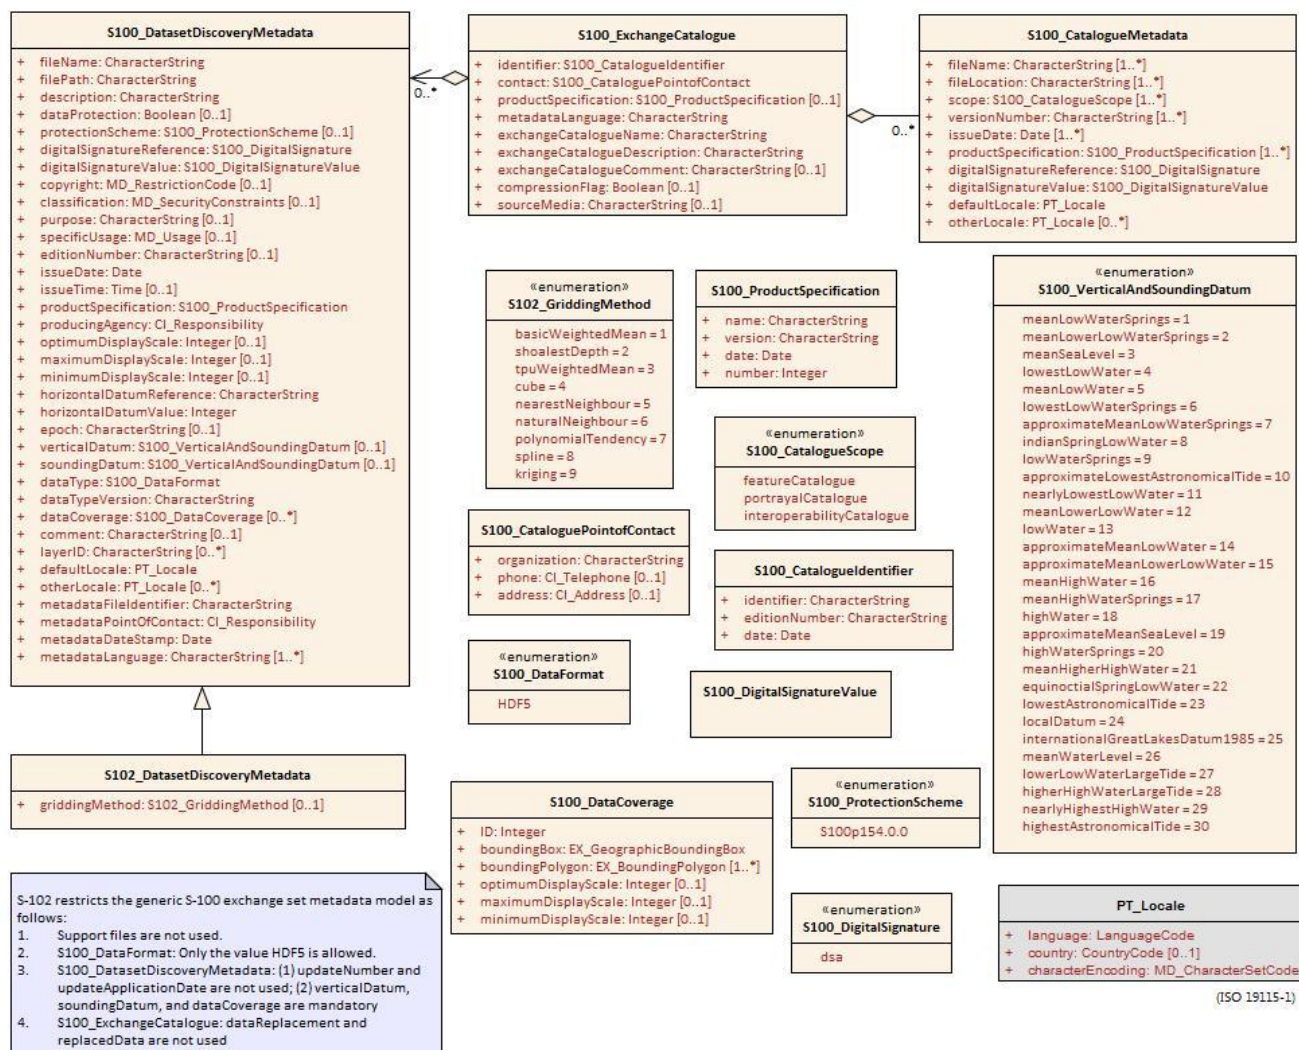 S100_DatasetDiscoveryMetadata
+ fileName: CharacterString
+ filePath: CharacterString
+ description: CharacterString
+ dataProtection: Boolean [0..1]
+ protectionScheme: S100_ProtectionScheme [0..1]
+ digitalSignatureReference: S100_DigitalSignature
+ digitalSignatureValue: S100_DigitalSignatureValue
+ copyright: MD_RestrictionCode [0..1]
+ classification: MD_SecurityConstraints [0..1]
+ purpose: CharacterString [0..1]
+ specificUsage: MD_Usage [0..1]
+ editionNumber: CharacterString [0..1]
+ issueDate: Date
+ issueTime: Time [0..1]
+ productSpecification: S100_ProductSpecification
+ producingAgency: CI_Responsibility
+ optimumDisplayScale: Integer [0..1]
+ maximumDisplayScale: Integer [0..1]
+ minimumDisplayScale: Integer [0..1]
+ horizontalDatumReference: CharacterString
+ horizontalDatumValue: Integer
+ epoch: CharacterString [0..1]
+ verticalDatum: S100_VerticalAndSoundingDatum [0..1]
+ soundingDatum: S100_VerticalAndSoundingDatum [0..1]
+ dataType: S100_DataFormat
+ dataTypeVersion: CharacterString
+ dataCoverage: S100_DataCoverage [0..*]
+ comment: CharacterString [0..1]
+ layerID: CharacterString [0..*]
+ defaultLocale: PT_Locale
+ otherLocale: PT_Locale [0..*]
+ metadataFileIdentifier: CharacterString
+ metadataPointOfContact: CI_Responsibility
+ metadataDateStamp: Date
+ metadataLanguage: CharacterString [1..*]
0..*
S100_ExchangeCatalogue
+ identifier: S100_CatalogueIdentifier
+ contact: S100_CataloguePointofContact
+ productSpecification: S100_ProductSpecification [0..1]
+ metadataLanguage: CharacterString
+ exchangeCatalogueName: CharacterString
+ exchangeCatalogueDescription: CharacterString
+ exchangeCatalogueComment: CharacterString [0..1]
+ compressionFlag: Boolean [0..1]
+ sourceMedia: CharacterString [0..1]
0..*
S100_CatalogueMetadata
+ fileName: CharacterString [1..*]
+ fileLocation: CharacterString [1..*]
+ scope: S100_CatalogueScope [1..*]
+ versionNumber: CharacterString [1..*]
+ issueDate: Date [1..*]
+ productSpecification: S100_ProductSpecification [1..*]
+ digitalSignatureReference: S100_DigitalSignature
+ digitalSignatureValue: S100_DigitalSignatureValue
+ defaultLocale: PT_Locale
+ otherLocale: PT_Locale [0..*]
«enumeration»
S102_GriddingMethod
basicWeightedMean = 1
shoalestDepth = 2
tpuWeightedMean = 3
cube = 4
nearestNeighbour = 5
naturalNeighbour = 6
polynomialTendency = 7
spline = 8
kriging = 9
S100_ProductSpecification
+ name: CharacterString
+ version: CharacterString
+ date: Date
+ number: Integer
«enumeration»
S100_VerticalAndSoundingDatum
meanLowWaterSprings = 1
meanLowerLowWaterSprings = 2
meanSeaLevel = 3
lowestLowWater = 4
meanLowWater = 5
lowestLowWaterSprings = 6
approximateMeanLowWaterSprings = 7
indianSpringLowWater = 8
lowWaterSprings = 9
approximateLowestAstronomicalTide = 10
nearlyLowestLowWater = 11
meanLowerLowWater = 12
lowWater = 13
approximateMeanLowWater = 14
approximateMeanLowerLowWater = 15
meanHighWater = 16
meanHighWaterSprings = 17
highWater = 18
approximateMeanSeaLevel = 19
highWaterSprings = 20
meanHigherHighWater = 21
equinoctialSpringLowWater = 22
lowestAstronomicalTide = 23
localDatum = 24
internationalGreatLakesDatum1985 = 25
meanWaterLevel = 26
lowerLowWaterLargeTide = 27
higherHighWaterLargeTide = 28
nearlyHighestHighWater = 29
highestAstronomicalTide = 30
«enumeration»
S100_CatalogueScope
featureCatalogue
portrayalCatalogue
interoperabilityCatalogue
S100_CataloguePointofContact
+ organization: CharacterString
+ phone: CI_Telephone [0..1]
+ address: CI_Address [0..1]
S100_CatalogueIdentifier
+ identifier: CharacterString
+ editionNumber: CharacterString
+ date: Date
«enumeration»
S100_DataFormat
HDF5
S100_DigitalSignatureValue
S102_DatasetDiscoveryMetadata
+ griddingMethod: S102_GriddingMethod [0..1]
S100_DataCoverage
+ ID: Integer
+ boundingBox: EX_GeographicBoundingBox
+ boundingPolygon: EX_BoundingPolygon [1..*]
+ optimumDisplayScale: Integer [0..1]
+ maximumDisplayScale: Integer [0..1]
+ minimumDisplayScale: Integer [0..1]
«enumeration»
S100_ProtectionScheme
S100p154.0.0
«enumeration»
S100_DigitalSignature
dsa
PT_Locale
+ language: LanguageCode
+ country: CountryCode [0..1]
+ characterEncoding: MD_CharacterSetCode
(ISO 19115-1)
S-102 restricts the generic S-100 exchange set metadata model as
follows:
1. Support files are not used.
2. S100_DataFormat: Only the value HDF5 is allowed.
3. S100_DatasetDiscoveryMetadata: (1) updateNumber and
updateApplicationDate are not used; (2) verticalDatum,
soundingDatum, and dataCoverage are mandatory
4. S100_ExchangeCatalogue: dataReplacement and
replacedData are not used